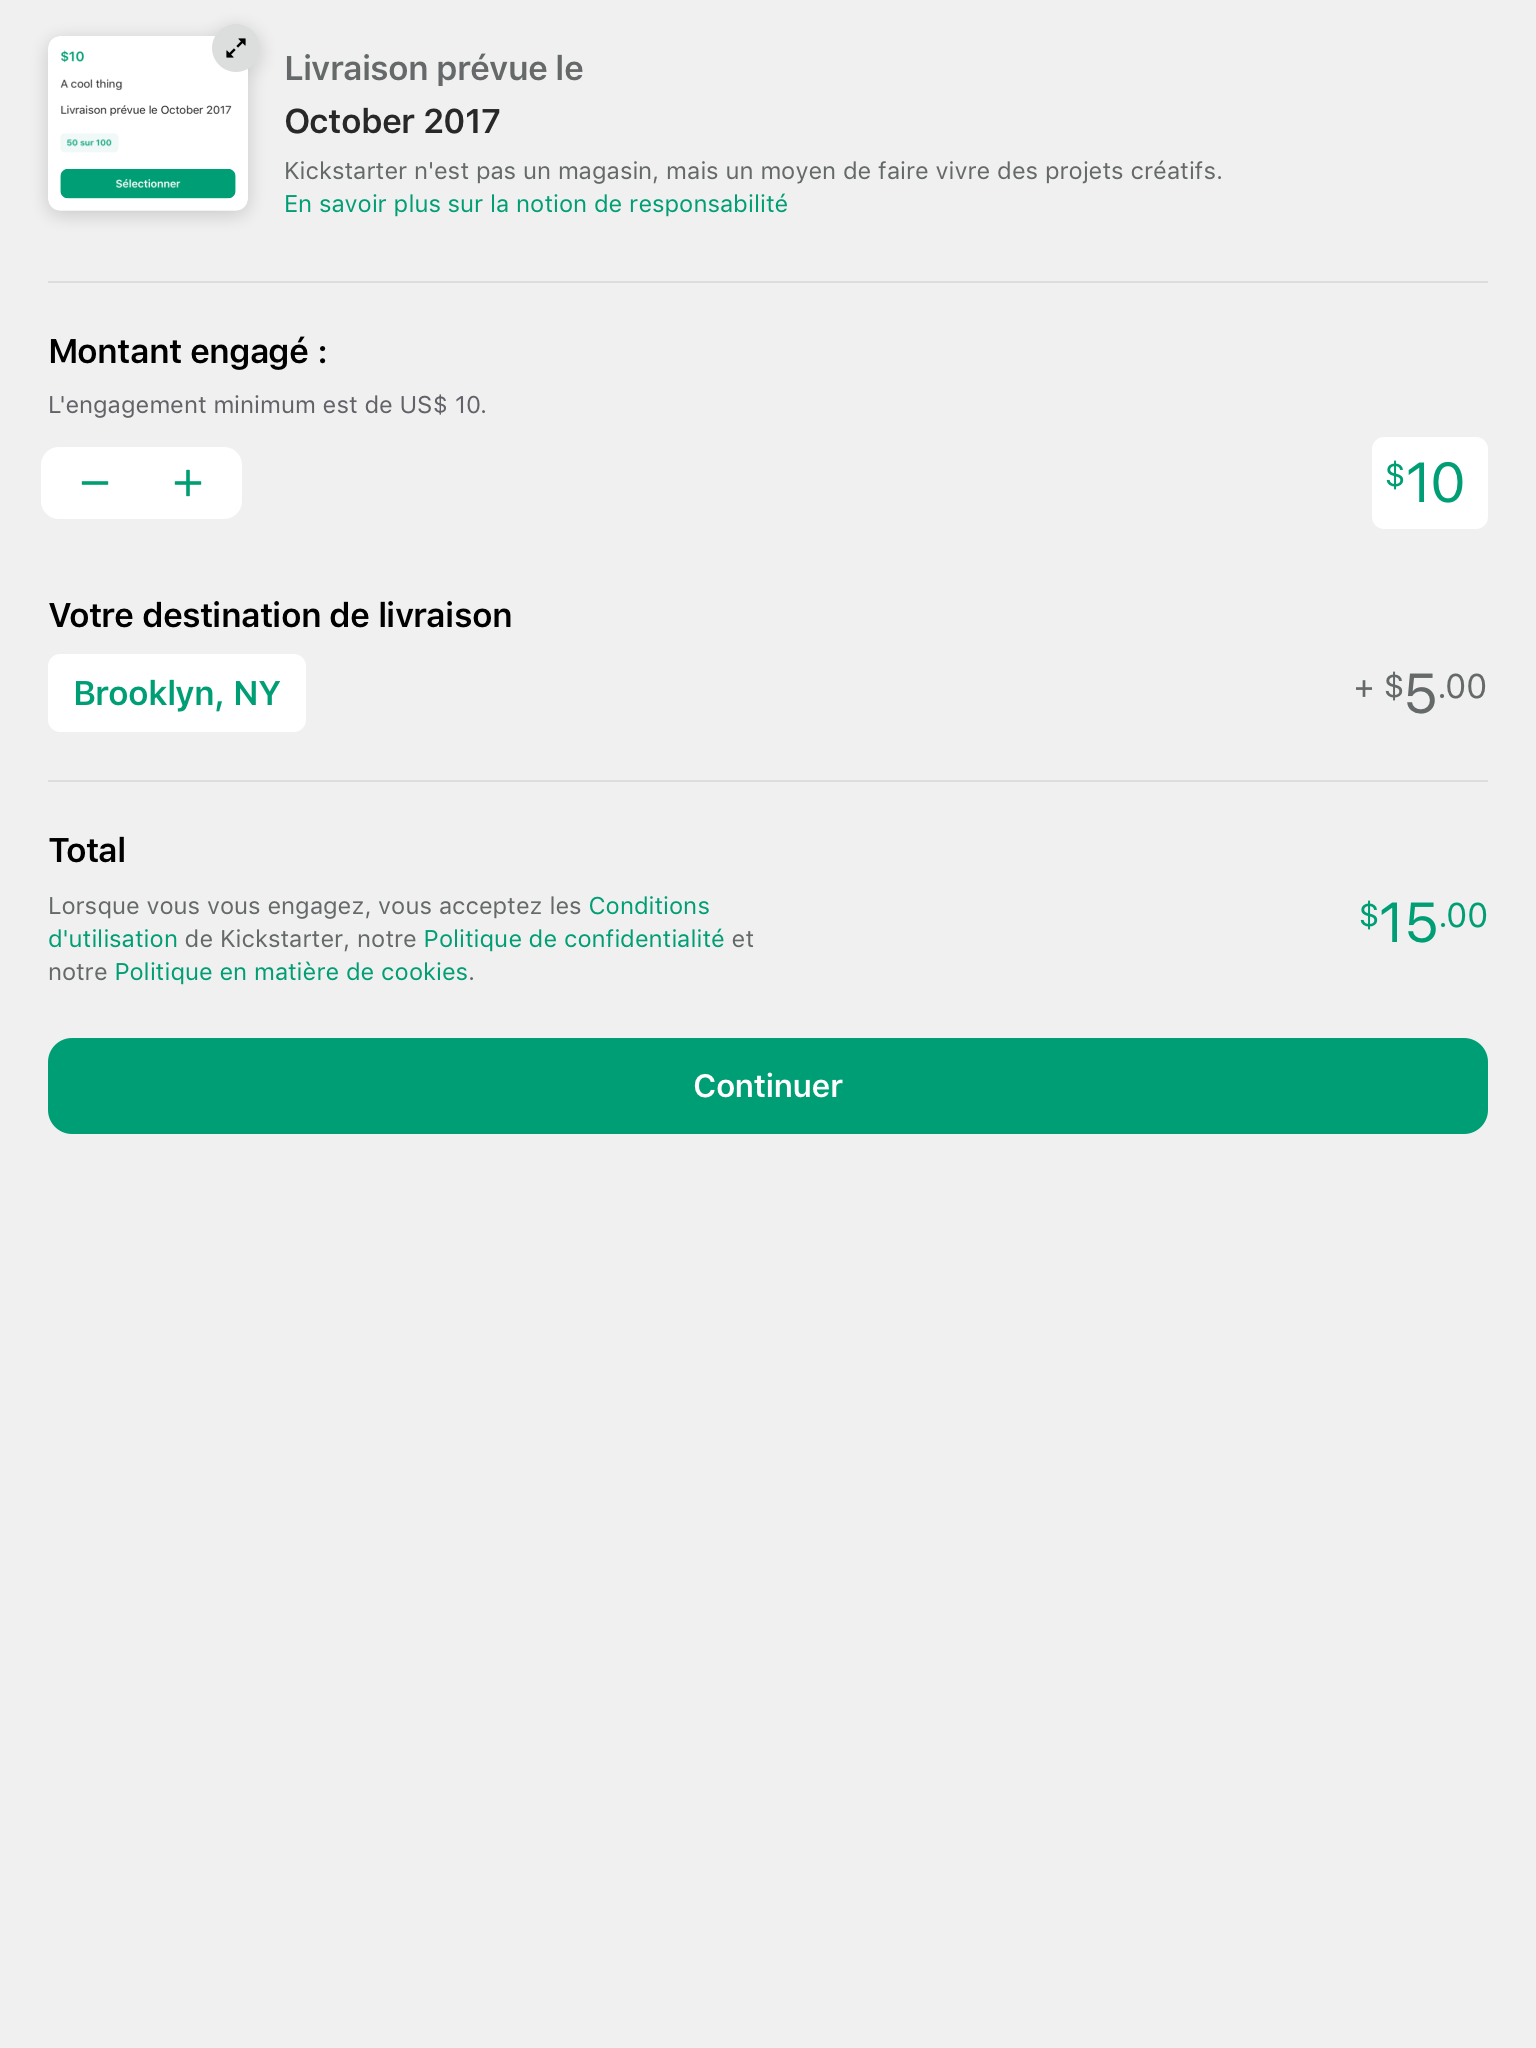 $10
A cool thing
Livraison prévue le October 2017
50 sur 100
Sélectionner
Livraison prévue le
October 2017
Kickstarter n'est pas un magasin, mais un moyen de faire vivre des projets créatifs.
En savoir plus sur la notion de responsabilité
Montant engagé :
L'engagement minimum est de US$ 10.
− +
$10
Votre destination de livraison
Brooklyn, NY
+ $5.00
Total
Lorsque vous vous engagez, vous acceptez les Conditions
d'utilisation de Kickstarter, notre Politique de confidentialité et
notre Politique en matière de cookies.
$15.00
Continuer